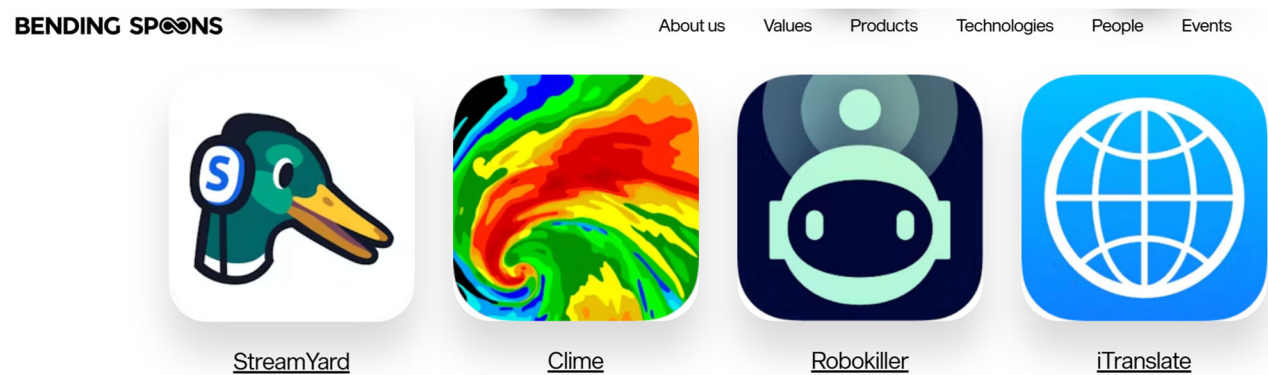 BENDING SPOONS
About us
Values
Products
Technologies
People
Events
S
StreamYard
Clime
Robokiller
iTranslate